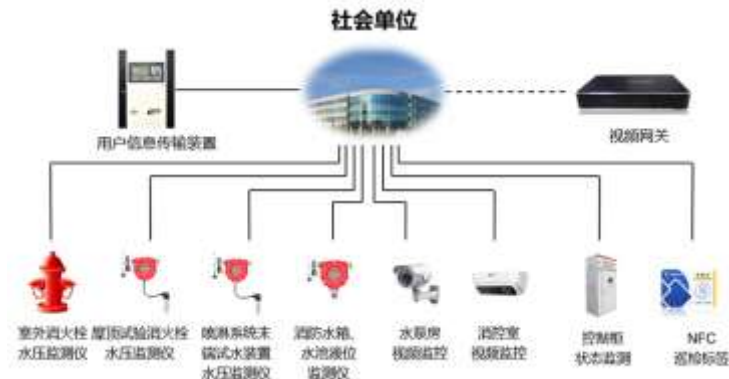 社会单位
用户信息传输装置
视频网关
室外消火栓
水压监测仪
屋顶试验消火栓
水压监测仪
喷淋系统末
端试水装置
水压监测仪
消防水箱、
水池液位
监测仪
水泵房
视频监控
消控室
视频监控
控制柜
状态监测
NFC
巡检标签